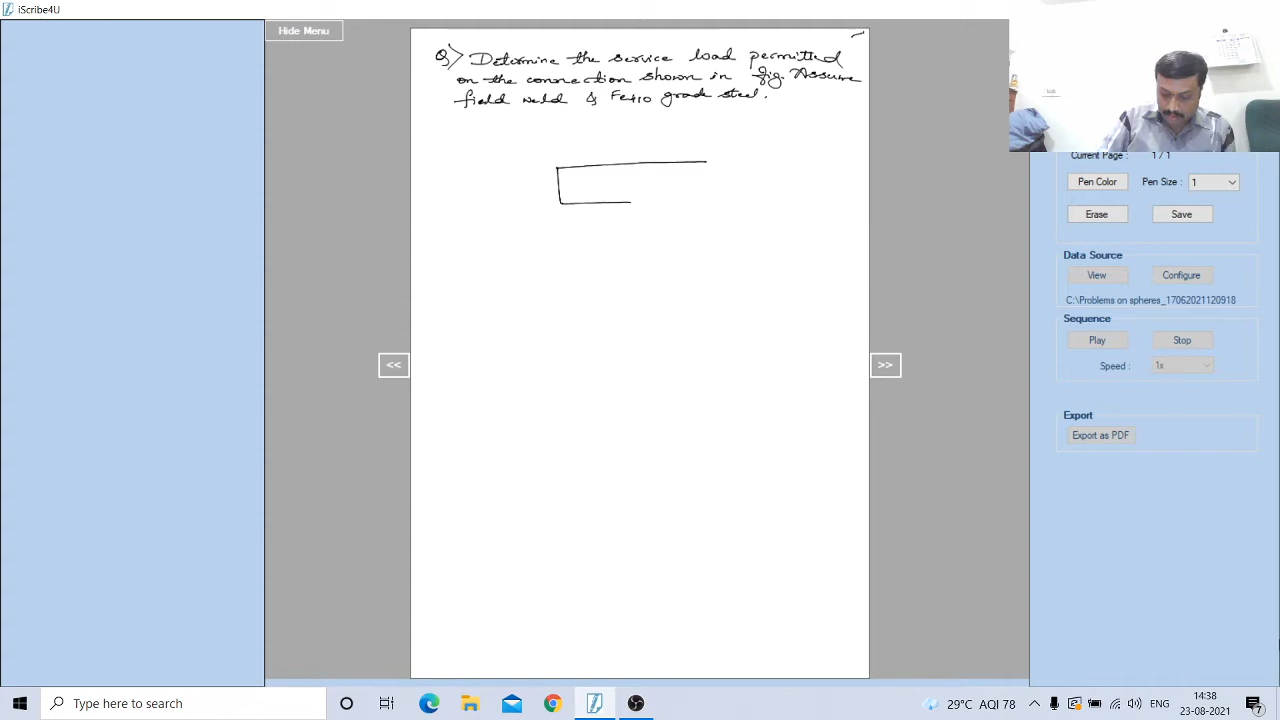 iScribe4U
Hide Menu
Q> Determine the service load permitted
on the connection shown in fig. Assume
field weld & Fe410 grade steel.
<<
>>
Current Page : 1 / 1
Pen Color Pen Size : 1
Erase Save
Data Source
View Configure
C:\Problems on spheres_17062021120918
Sequence
Play Stop
Speed : 1x
Export
Export as PDF
Type here to search
29°C AQI 78
ENG
14:38
23-08-2021
7